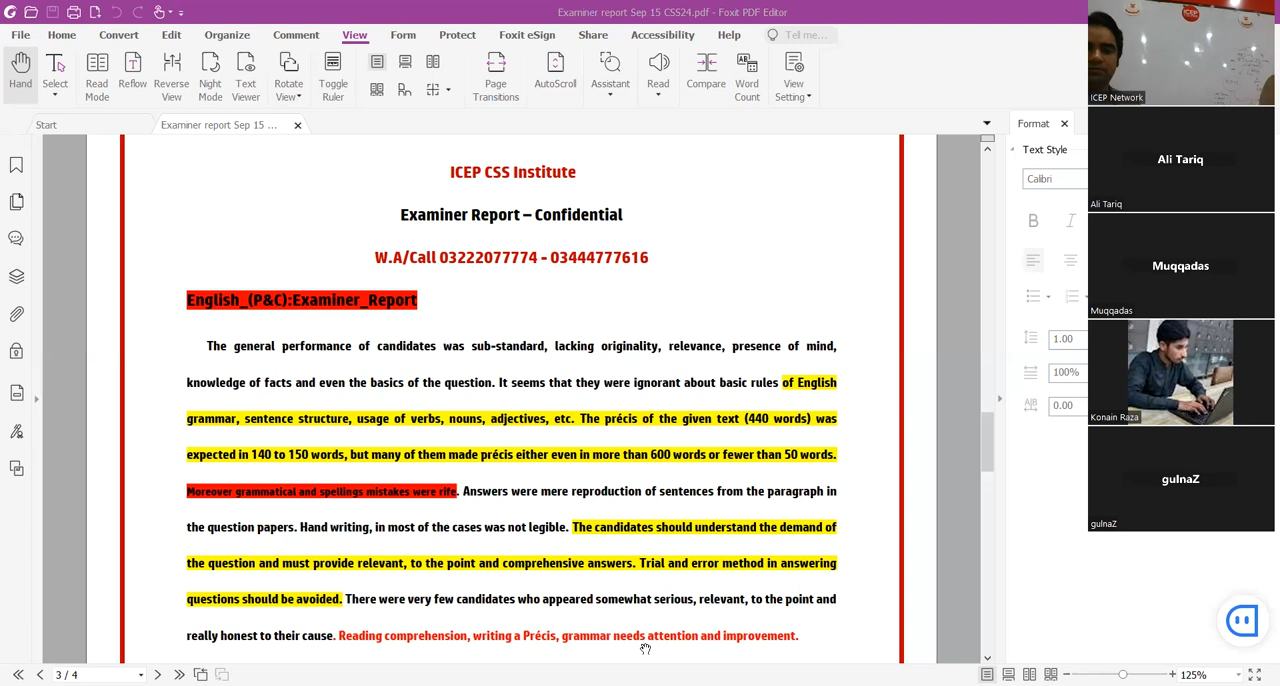 Examiner report Sep 15 CSS24.pdf - Foxit PDF Editor
File Home Convert Edit Organize Comment View Form Protect Foxit eSign Share Accessibility Help Tell me...
Hand Select Read Mode Reflow Reverse View Night Mode Text Viewer Rotate View Toggle Ruler Page Transitions AutoScroll Assistant Read Compare Word Count View Setting
Start Examiner report Sep 15 ...
Format
Text Style
Calibri
B I
1.00
100%
0.00
ICEP CSS Institute
Examiner Report – Confidential
W.A/Call 03222077774 - 03444777616
English_(P&C):Examiner_Report
The general performance of candidates was sub-standard, lacking originality, relevance, presence of mind,
knowledge of facts and even the basics of the question. It seems that they were ignorant about basic rules of English
grammar, sentence structure, usage of verbs, nouns, adjectives, etc. The précis of the given text (440 words) was
expected in 140 to 150 words, but many of them made précis either even in more than 600 words or fewer than 50 words.
Moreover grammatical and spellings mistakes were rife. Answers were mere reproduction of sentences from the paragraph in
the question papers. Hand writing, in most of the cases was not legible. The candidates should understand the demand of
the question and must provide relevant, to the point and comprehensive answers. Trial and error method in answering
questions should be avoided. There were very few candidates who appeared somewhat serious, relevant, to the point and
really honest to their cause. Reading comprehension, writing a Précis, grammar needs attention and improvement.
3 / 4
125%
ICEP
ICEP Network
Ali Tariq
Ali Tariq
Muqqadas
Muqqadas
Konain Raza
gulnaZ
gulnaZ